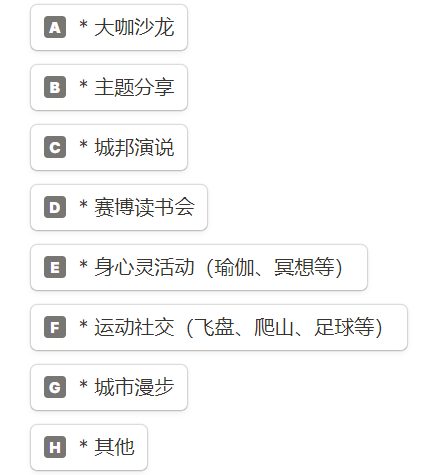 A * 大咖沙龙
B * 主题分享
C * 城邦演说
D * 赛博读书会
E * 身心灵活动（瑜伽、冥想等）
F * 运动社交（飞盘、爬山、足球等）
G * 城市漫步
H * 其他